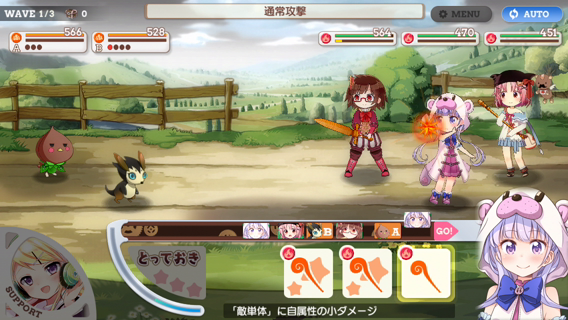 WAVE 1/3 0
通常攻撃
MENU
AUTO
566
A
528
B
564
470
451
B
A
GO!
とっておき
SUPPORT
「敵単体」に自属性の小ダメージ